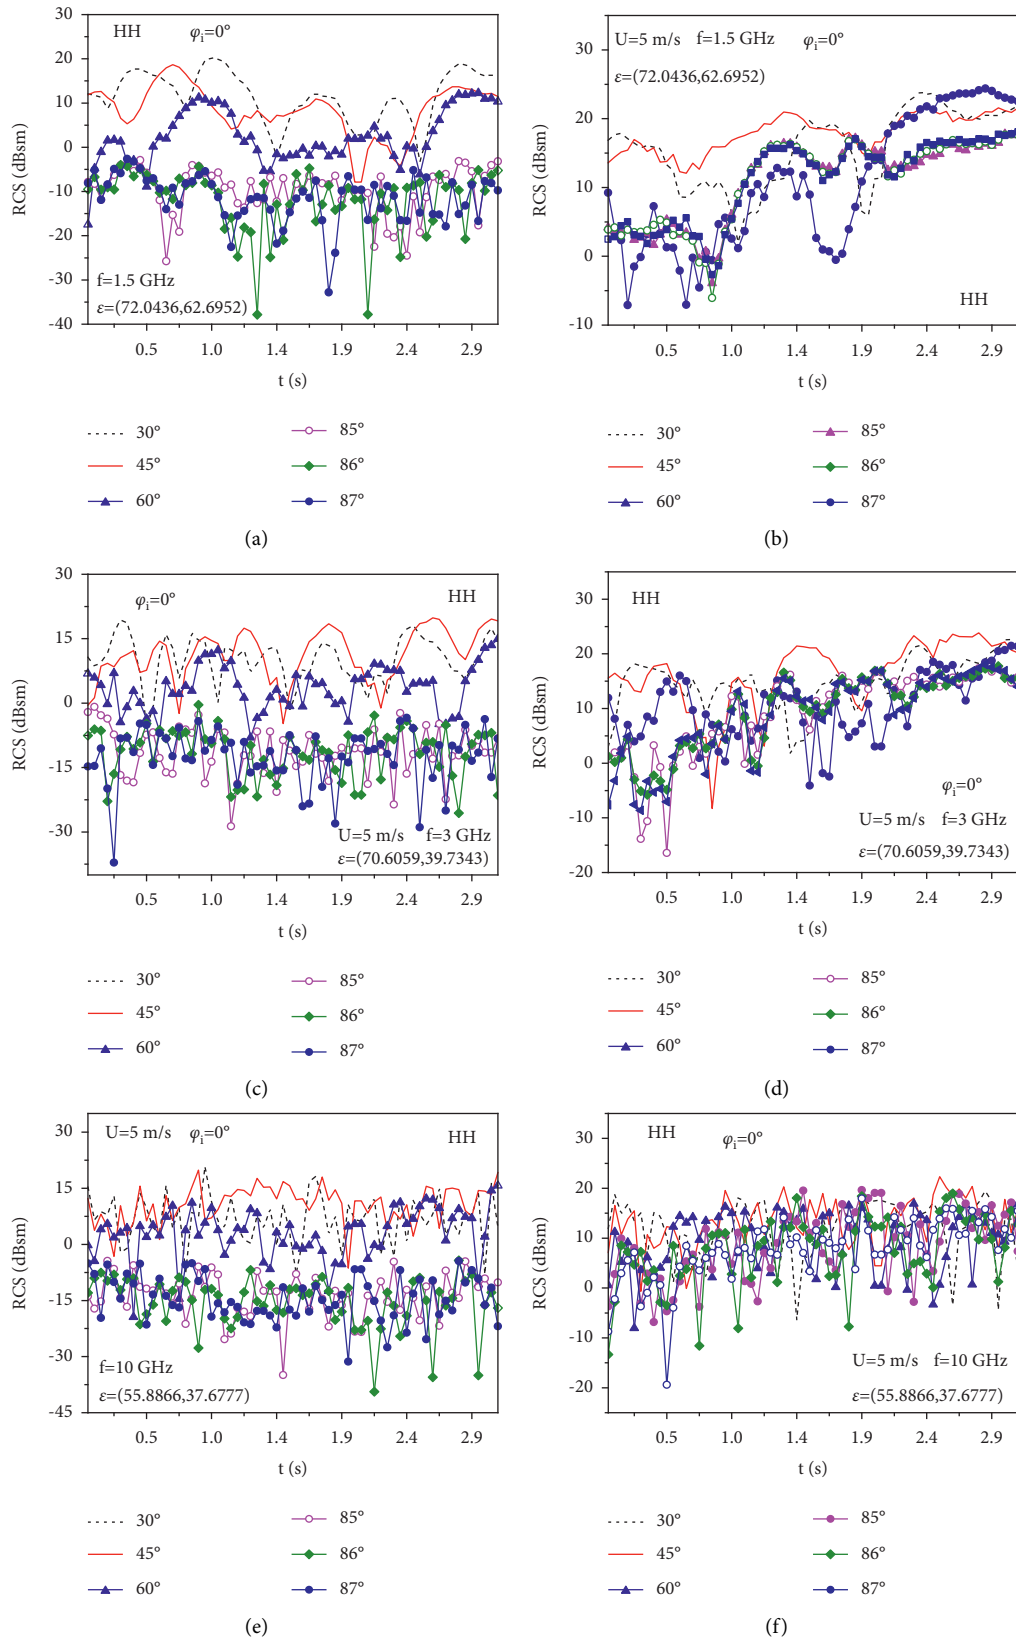 HH φi=0°
f=1.5 GHz
ε=(72.0436,62.6952)
RCS (dBsm)
30
20
10
0
-10
-20
-30
-40
0.5 1.0 1.4 1.9 2.4 2.9
t (s)
30° 85°
45° 86°
60° 87°
(a)
U=5 m/s f=1.5 GHz φi=0°
ε=(72.0436,62.6952)
HH
RCS (dBsm)
30
20
10
0
-10
0.5 1.0 1.4 1.9 2.4 2.9
t (s)
30° 85°
45° 86°
60° 87°
(b)
HH
φi=0°
U=5 m/s f=3 GHz
ε=(70.6059,39.7343)
RCS (dBsm)
30
15
0
-15
-30
0.5 1.0 1.4 1.9 2.4 2.9
t (s)
30° 85°
45° 86°
60° 87°
(c)
HH
φi=0°
U=5 m/s f=3 GHz
ε=(70.6059,39.7343)
RCS (dBsm)
30
20
10
0
-10
-20
0.5 1.0 1.4 1.9 2.4 2.9
t (s)
30° 85°
45° 86°
60° 87°
(d)
U=5 m/s φi=0°
HH
f=10 GHz
ε=(55.8866,37.6777)
RCS (dBsm)
30
15
0
-15
-30
-45
0.5 1.0 1.4 1.9 2.4 2.9
t (s)
30° 85°
45° 86°
60° 87°
(e)
HH
φi=0°
U=5 m/s f=10 GHz
ε=(55.8866,37.6777)
RCS (dBsm)
30
20
10
0
-10
-20
0.5 1.0 1.4 1.9 2.4 2.9
t (s)
30° 85°
45° 86°
60° 87°
(f)